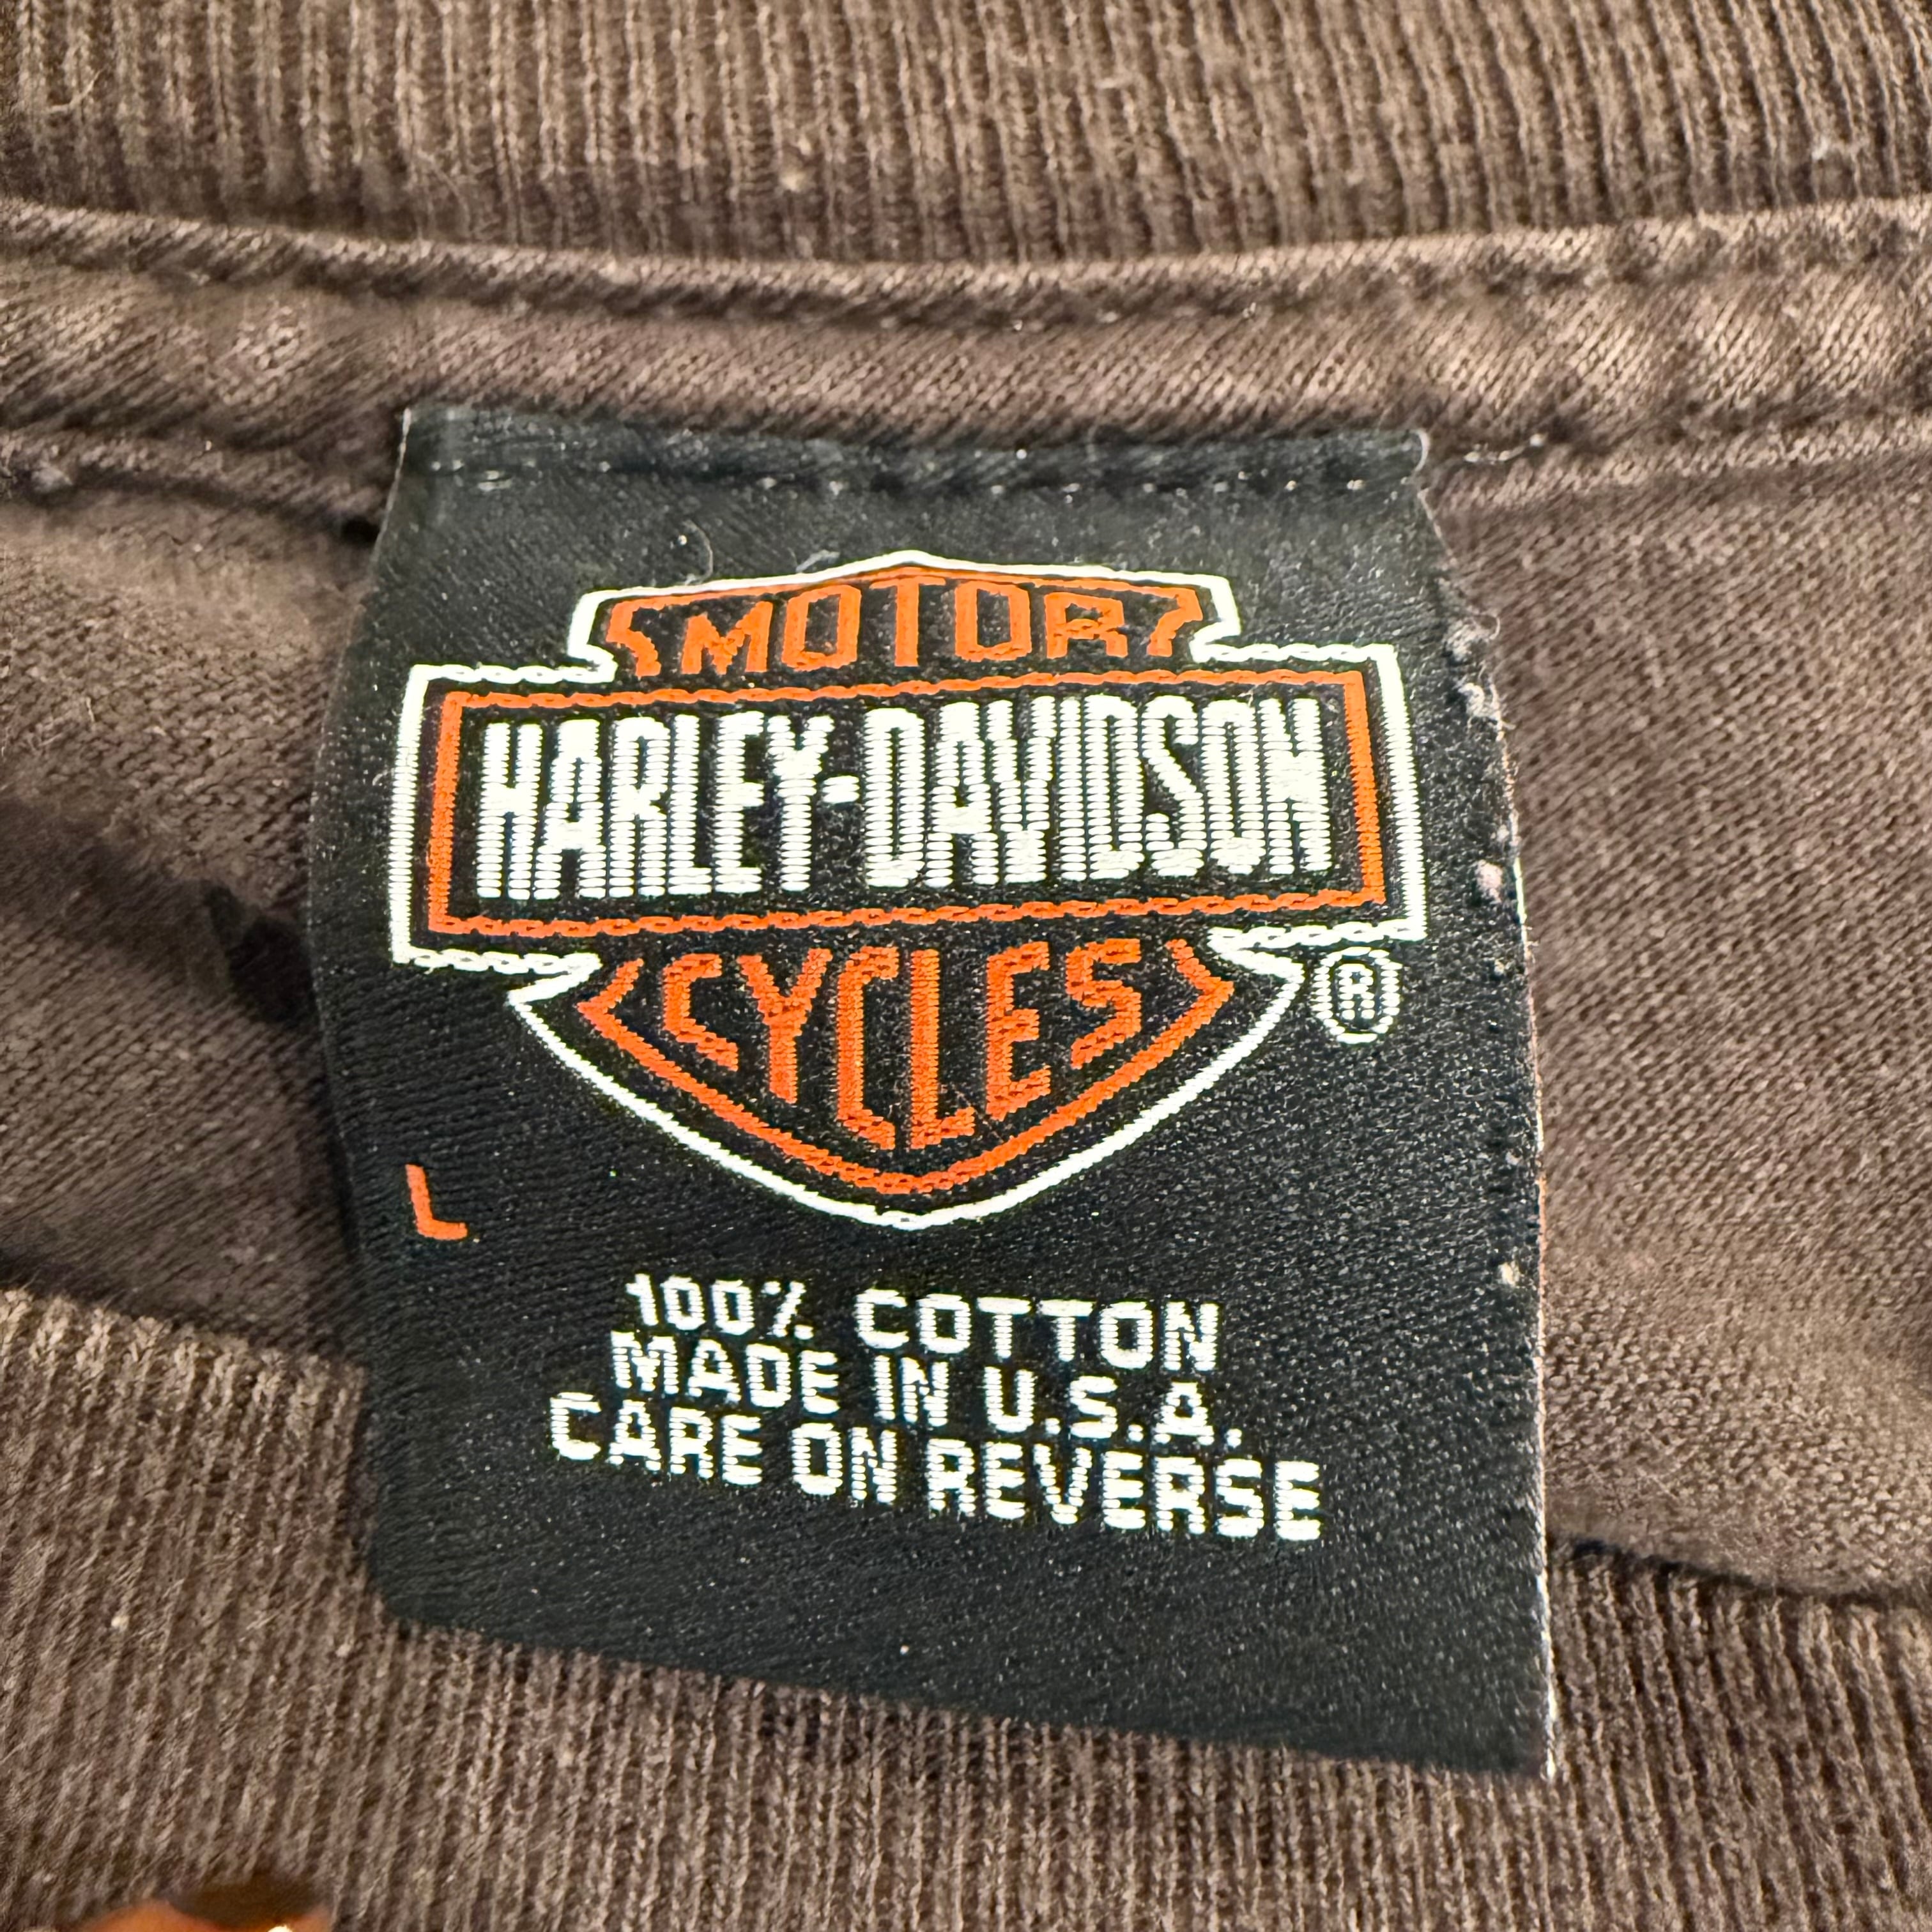 MOTOR
HARLEY-DAVIDSON
CYCLES
®
L
100% COTTON
MADE IN U.S.A.
CARE ON REVERSE